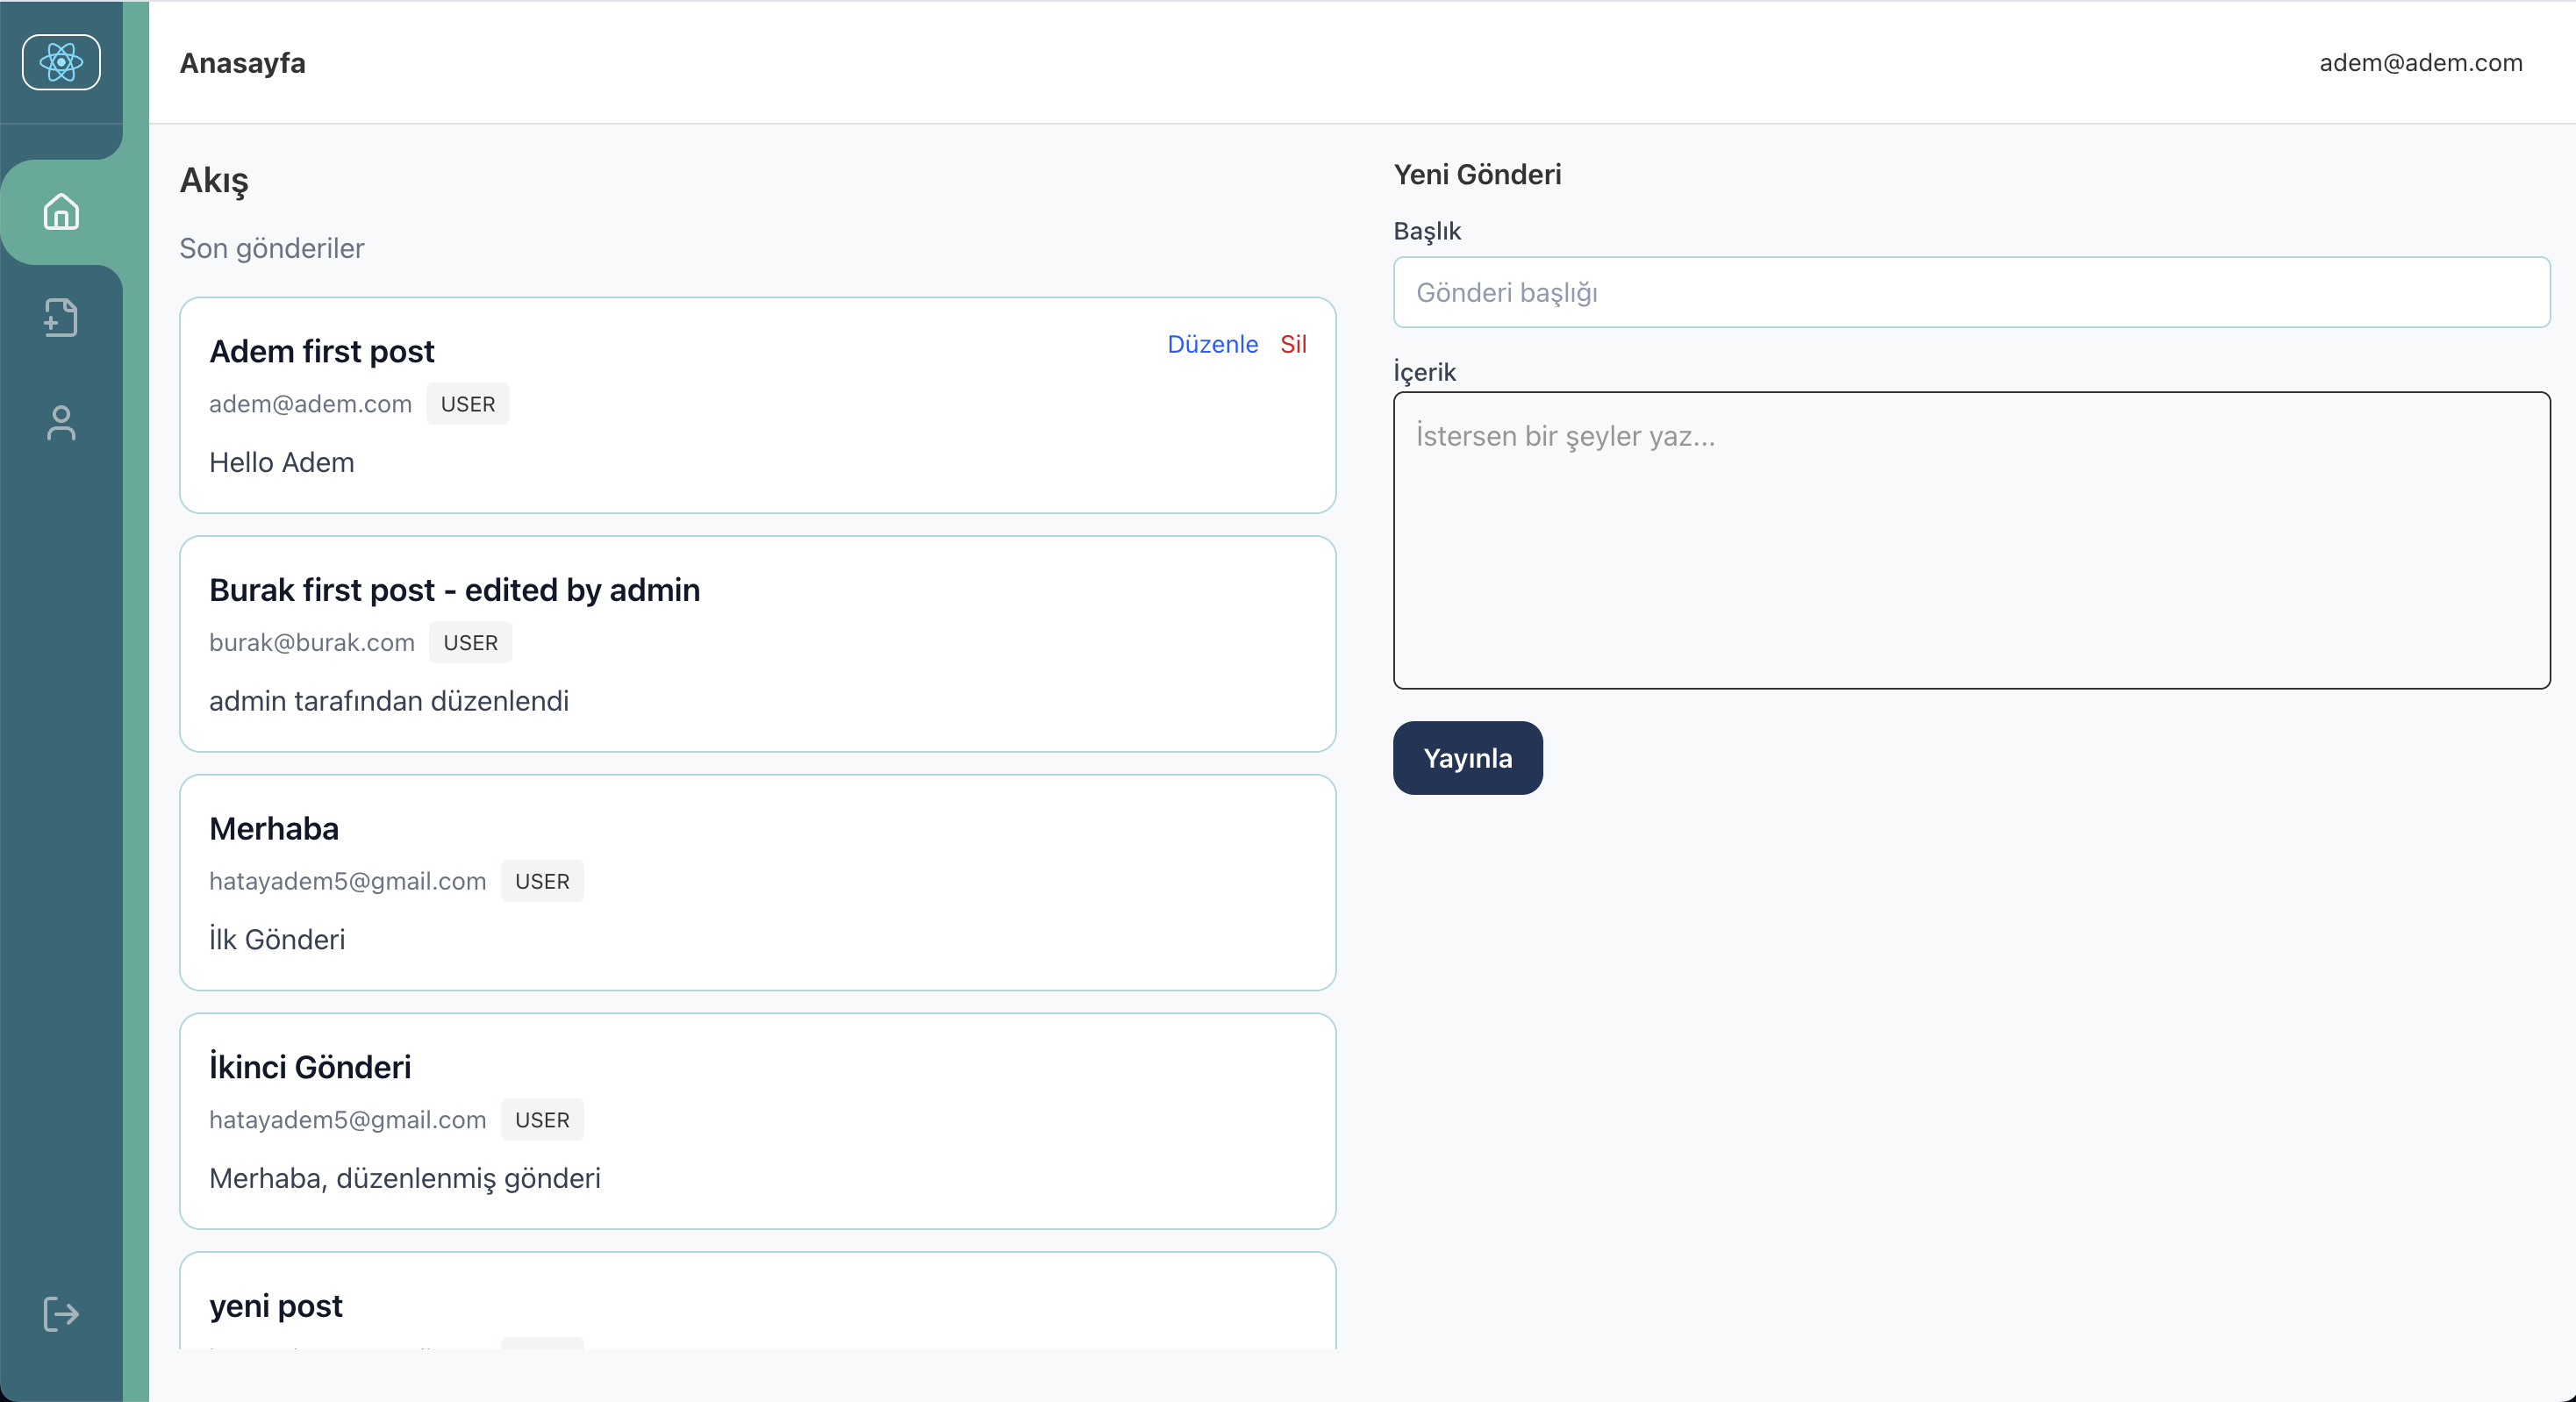 Anasayfa
adem@adem.com
Akış
Son gönderiler
Adem first post
Düzenle Sil
adem@adem.com USER
Hello Adem
Burak first post - edited by admin
burak@burak.com USER
admin tarafından düzenlendi
Merhaba
hatayadem5@gmail.com USER
İlk Gönderi
İkinci Gönderi
hatayadem5@gmail.com USER
Merhaba, düzenlenmiş gönderi
yeni post
Yeni Gönderi
Başlık
Gönderi başlığı
İçerik
İstersen bir şeyler yaz...
Yayınla